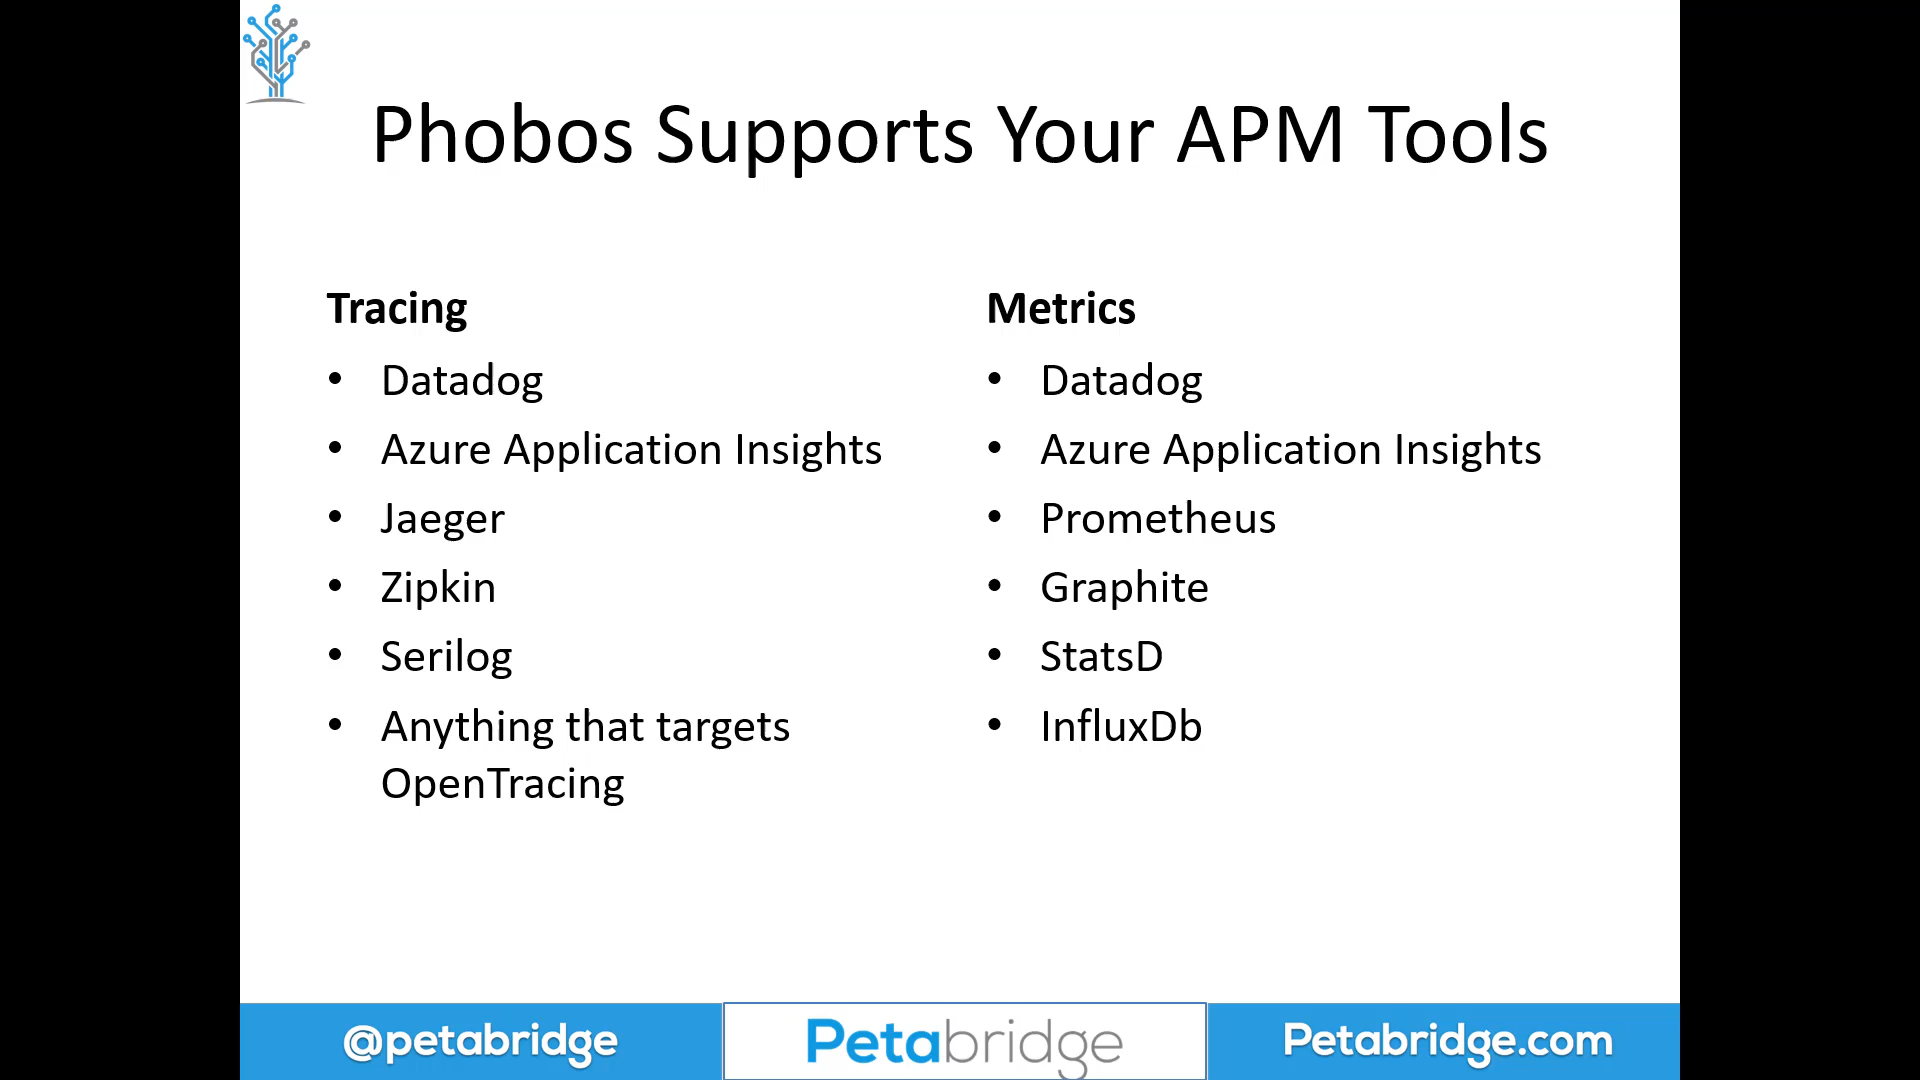 Phobos Supports Your APM Tools
Tracing
• Datadog
• Azure Application Insights
• Jaeger
• Zipkin
• Serilog
• Anything that targets
OpenTracing
Metrics
• Datadog
• Azure Application Insights
• Prometheus
• Graphite
• StatsD
• InfluxDb
@petabridge
Petabridge
Petabridge.com